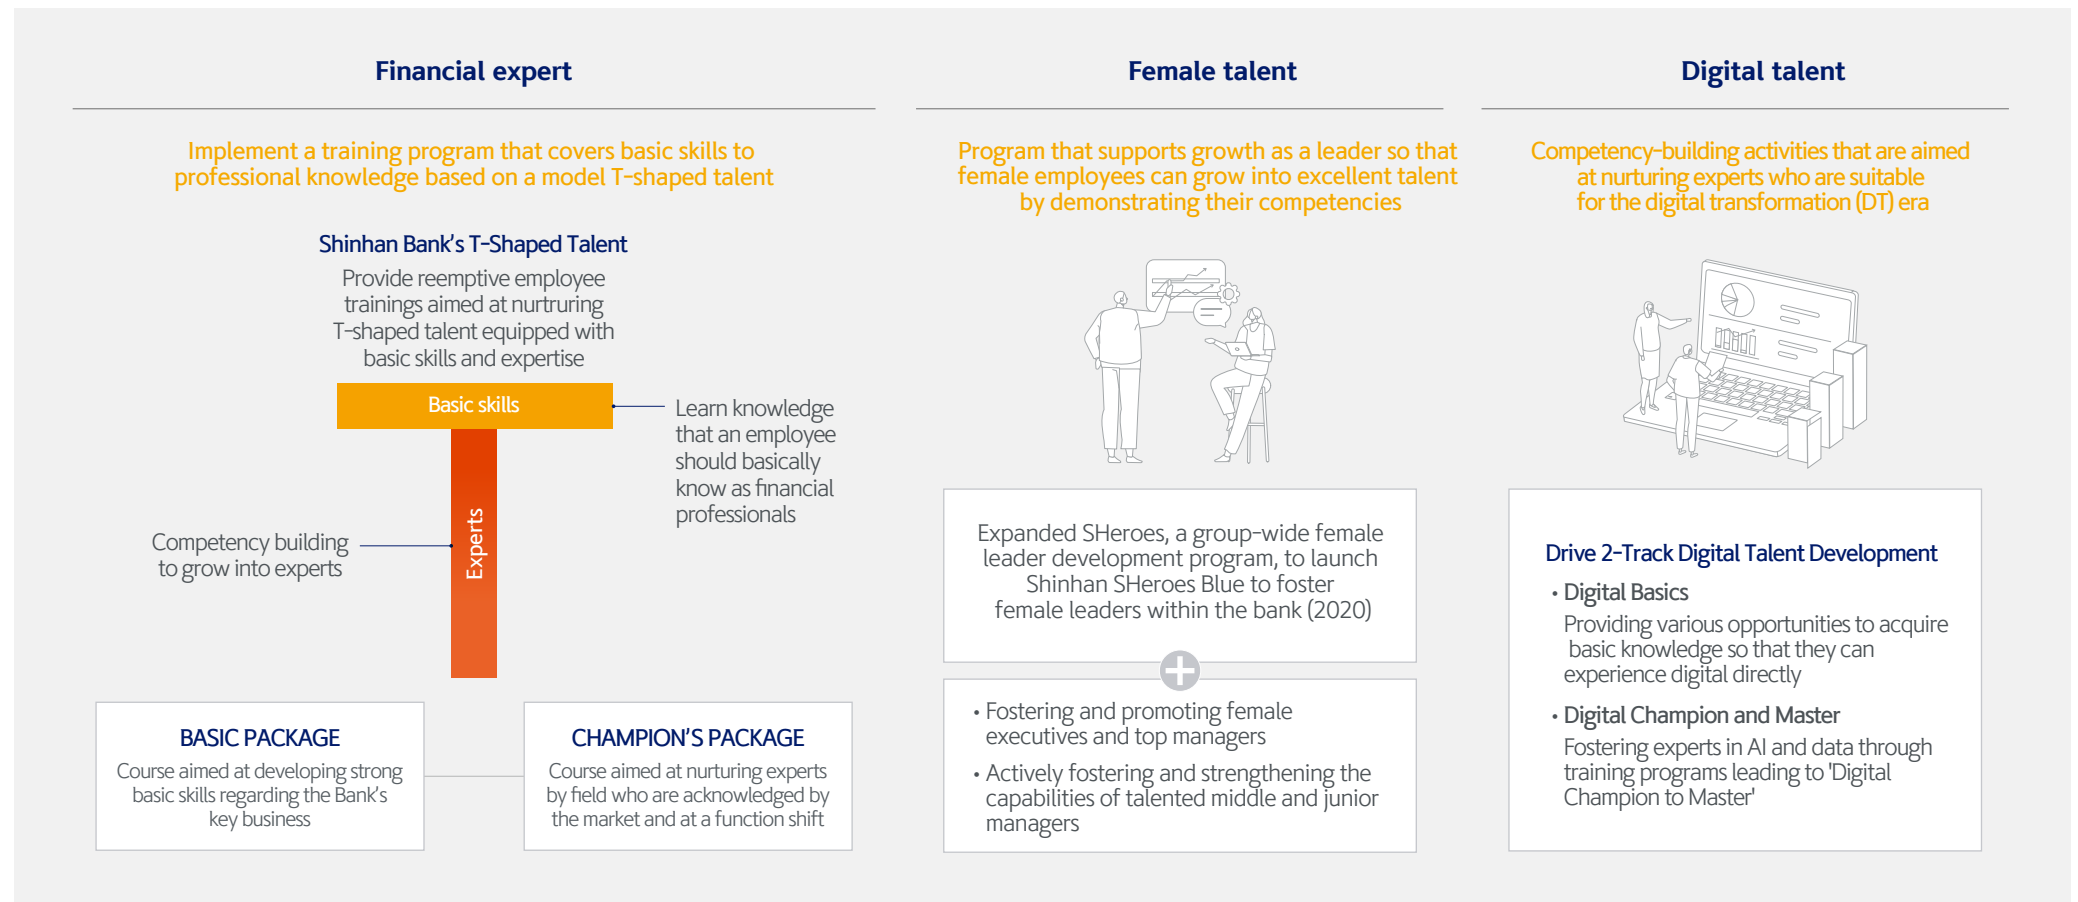 Financial expert
Implement a training program that covers basic skills to
professional knowledge based on a model T-shaped talent
Shinhan Bank's T-Shaped Talent
Provide reemptive employee
trainings aimed at nurtruring
T-shaped talent equipped with
basic skills and expertise
Basic skills
Learn knowledge
that an employee
should basically
know as financial
professionals
Experts
Competency building
to grow into experts
BASIC PACKAGE
Course aimed at developing strong
basic skills regarding the Bank's
key business
CHAMPION'S PACKAGE
Course aimed at nurturing experts
by field who are acknowledged by
the market and at a function shift
Female talent
Program that supports growth as a leader so that
female employees can grow into excellent talent
by demonstrating their competencies
Expanded SHeroes, a group-wide female
leader development program, to launch
Shinhan SHeroes Blue to foster
female leaders within the bank (2020)
• Fostering and promoting female
executives and top managers
• Actively fostering and strengthening the
capabilities of talented middle and junior
managers
Digital talent
Competency-building activities that are aimed
at nurturing experts who are suitable
for the digital transformation (DT) era
Drive 2-Track Digital Talent Development
• Digital Basics
Providing various opportunities to acquire
basic knowledge so that they can
experience digital directly
• Digital Champion and Master
Fostering experts in AI and data through
training programs leading to 'Digital
Champion to Master'